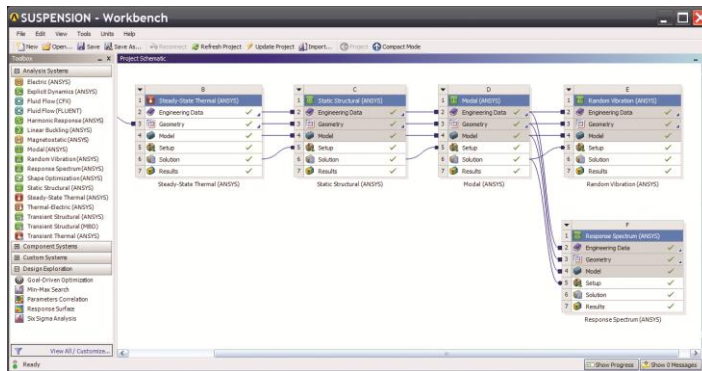 SUSPENSION - Workbench
File Edit View Tools Units Help
New Open... Save Save As... Reconnect Refresh Project Update Project Import... Project Compact Mode
Toolbox
Analysis Systems
Electric (ANSYS)
Explicit Dynamics (ANSYS)
Fluid Flow (CFX)
Fluid Flow (FLUENT)
Harmonic Response (ANSYS)
Linear Buckling (ANSYS)
Magnetostatic (ANSYS)
Modal (ANSYS)
Random Vibration (ANSYS)
Response Spectrum (ANSYS)
Shape Optimization (ANSYS)
Static Structural (ANSYS)
Steady-State Thermal (ANSYS)
Thermal-Electric (ANSYS)
Transient Structural (ANSYS)
Transient Structural (MBD)
Transient Thermal (ANSYS)
Component Systems
Custom Systems
Design Exploration
Goal-Driven Optimization
Min-Max Search
Parameters Correlation
Response Surface
Six Sigma Analysis
View All / Customize...
Project Schematic
B
1 Steady-State Thermal (ANSYS)
2 Engineering Data
3 Geometry
4 Model
5 Setup
6 Solution
7 Results
Steady-State Thermal (ANSYS)
C
1 Static Structural (ANSYS)
2 Engineering Data
3 Geometry
4 Model
5 Setup
6 Solution
7 Results
Static Structural (ANSYS)
D
1 Modal (ANSYS)
2 Engineering Data
3 Geometry
4 Model
5 Setup
6 Solution
7 Results
Modal (ANSYS)
E
1 Random Vibration (ANSYS)
2 Engineering Data
3 Geometry
4 Model
5 Setup
6 Solution
7 Results
Random Vibration (ANSYS)
F
1 Response Spectrum (ANSYS)
2 Engineering Data
3 Geometry
4 Model
5 Setup
6 Solution
7 Results
Response Spectrum (ANSYS)
Ready
Show Progress Show 0 Messages